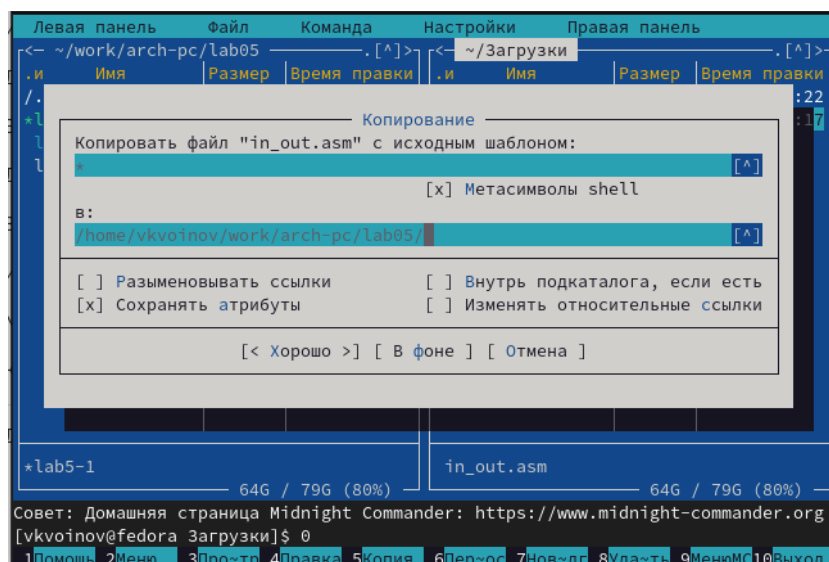 Левая панель Файл Команда Настройки Правая панель
<— ~/work/arch-pc/lab05 .[^]> <— ~/Загрузки .[^]>
.и Имя Размер Время правки .и Имя Размер Время правки
/. :22
*l :17
l
l
Копирование
Копировать файл "in_out.asm" с исходным шаблоном:
* [^]
[x] Метасимволы shell
в:
/home/vkvoinov/work/arch-pc/lab05/ [^]
[ ] Разыменовывать ссылки [ ] Внутрь подкаталога, если есть
[x] Сохранять атрибуты [ ] Изменять относительные ссылки
[< Хорошо >] [ В фоне ] [ Отмена ]
*lab5-1 in_out.asm
64G / 79G (80%) 64G / 79G (80%)
Совет: Домашняя страница Midnight Commander: https://www.midnight-commander.org
[vkvoinov@fedora Загрузки]$ 0
1Помощь 2Меню 3Про~тр 4Правка 5Копия 6Пер~ос 7Нов~лг 8Уда~ть 9МенюMC 10Выход